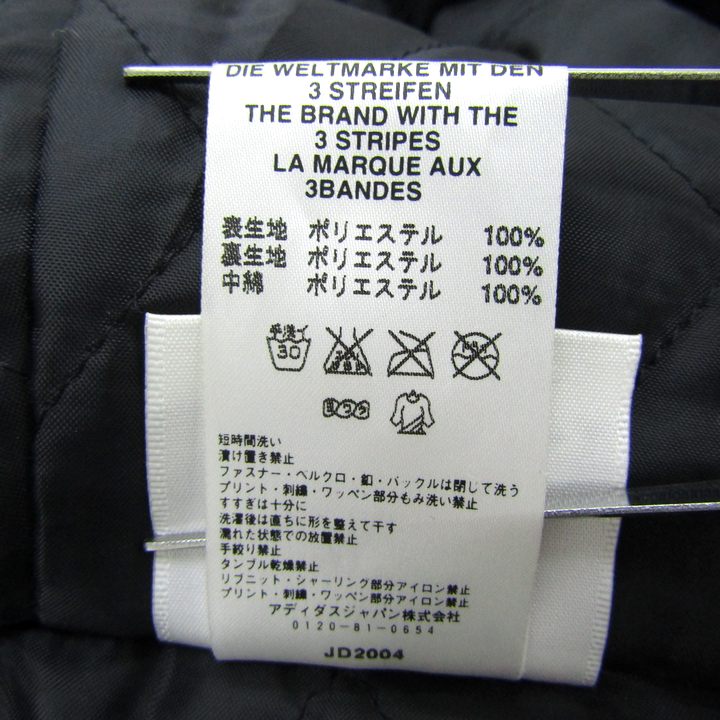 DIE WELTMARKE MIT DEN
3 STREIFEN
THE BRAND WITH THE
3 STRIPES
LA MARQUE AUX
3BANDES
表生地 ポリエステル 100%
裏生地 ポリエステル 100%
中綿 ポリエステル 100%
手洗イ
30
ヨワク
短時間洗い
漬け置き禁止
ファスナー・ベルクロ・釦・バックルは閉じて洗う
プリント・刺繍・ワッペン部分もみ洗い禁止
すすぎは十分に
洗濯後は直ちに形を整えて干す
濡れた状態での放置禁止
手絞り禁止
タンブル乾燥禁止
リブニット・シャーリング部分アイロン禁止
プリント・刺繍・ワッペン部分アイロン禁止
アディダスジャパン株式会社
0120-81-0654
JD2004